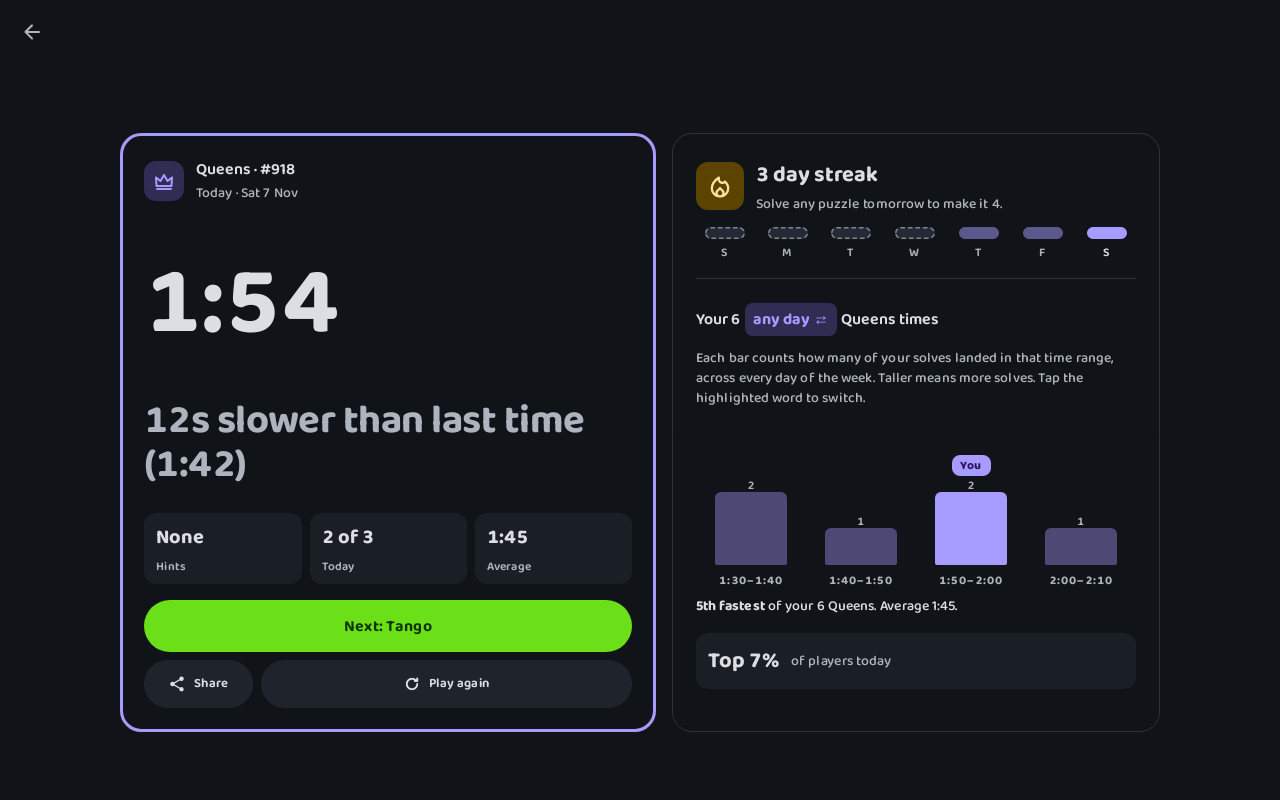 Queens · #918
Today · Sat 7 Nov
1:54
12s slower than last time
(1:42)
None
Hints
2 of 3
Today
1:45
Average
Next: Tango
Share
Play again
3 day streak
Solve any puzzle tomorrow to make it 4.
S M T W T F S
Your 6 any day ⇄ Queens times
Each bar counts how many of your solves landed in that time range,
across every day of the week. Taller means more solves. Tap the
highlighted word to switch.
You
2 1 2 1
1:30–1:40 1:40–1:50 1:50–2:00 2:00–2:10
5th fastest of your 6 Queens. Average 1:45.
Top 7% of players today